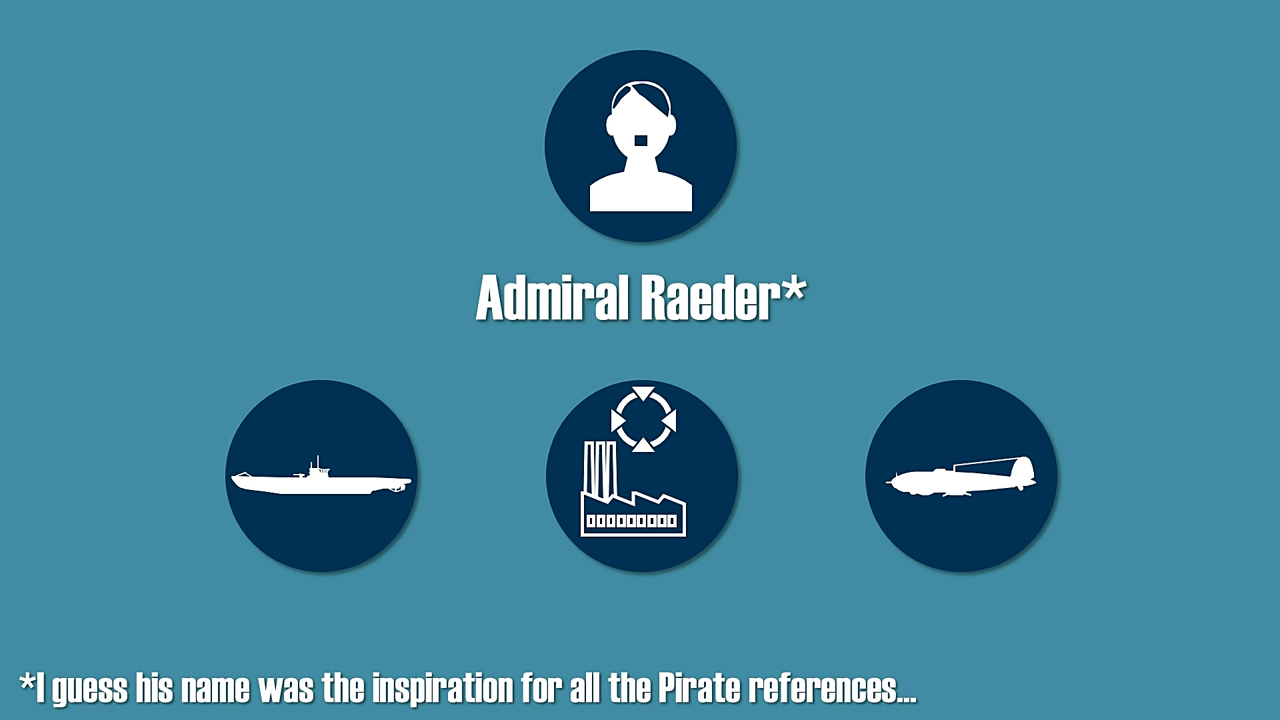 Admiral Raeder*
*I guess his name was the inspiration for all the Pirate references...